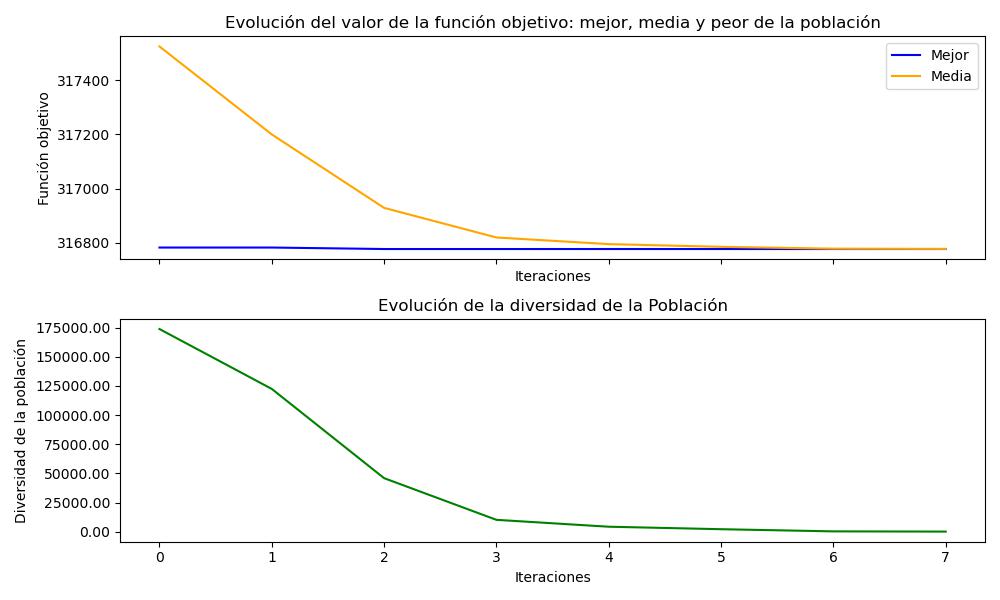 Evolución del valor de la función objetivo: mejor, media y peor de la población
Mejor
Media
Función objetivo
317400
317200
317000
316800
Iteraciones
Evolución de la diversidad de la Población
Diversidad de la población
175000.00
150000.00
125000.00
100000.00
75000.00
50000.00
25000.00
0.00
0 1 2 3 4 5 6 7
Iteraciones